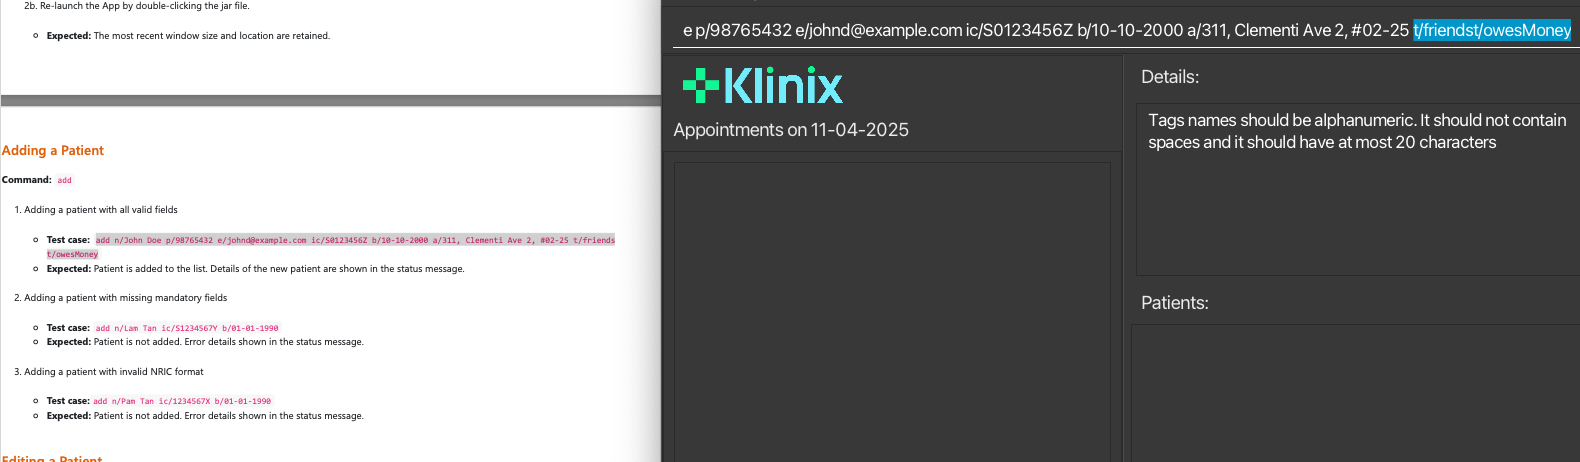 2b. Re-launch the App by double-clicking the jar file.
Expected: The most recent window size and location are retained.
Adding a Patient
Command: add
1. Adding a patient with all valid fields
Test case: add n/John Doe p/98765432 e/johnd@example.com ic/S0123456Z b/10-10-2000 a/311, Clementi Ave 2, #02-25 t/friends
t/owesMoney
Expected: Patient is added to the list. Details of the new patient are shown in the status message.
2. Adding a patient with missing mandatory fields
Test case: add n/Lam Tan ic/S1234567Y b/01-01-1990
Expected: Patient is not added. Error details shown in the status message.
3. Adding a patient with invalid NRIC format
Test case: add n/Pam Tan ic/1234567X b/01-01-1990
Expected: Patient is not added. Error details shown in the status message.
Editing a Patient
e p/98765432 e/johnd@example.com ic/S0123456Z b/10-10-2000 a/311, Clementi Ave 2, #02-25 t/friendst/owesMoney
Klinix
Appointments on 11-04-2025
Details:
Tags names should be alphanumeric. It should not contain
spaces and it should have at most 20 characters
Patients: